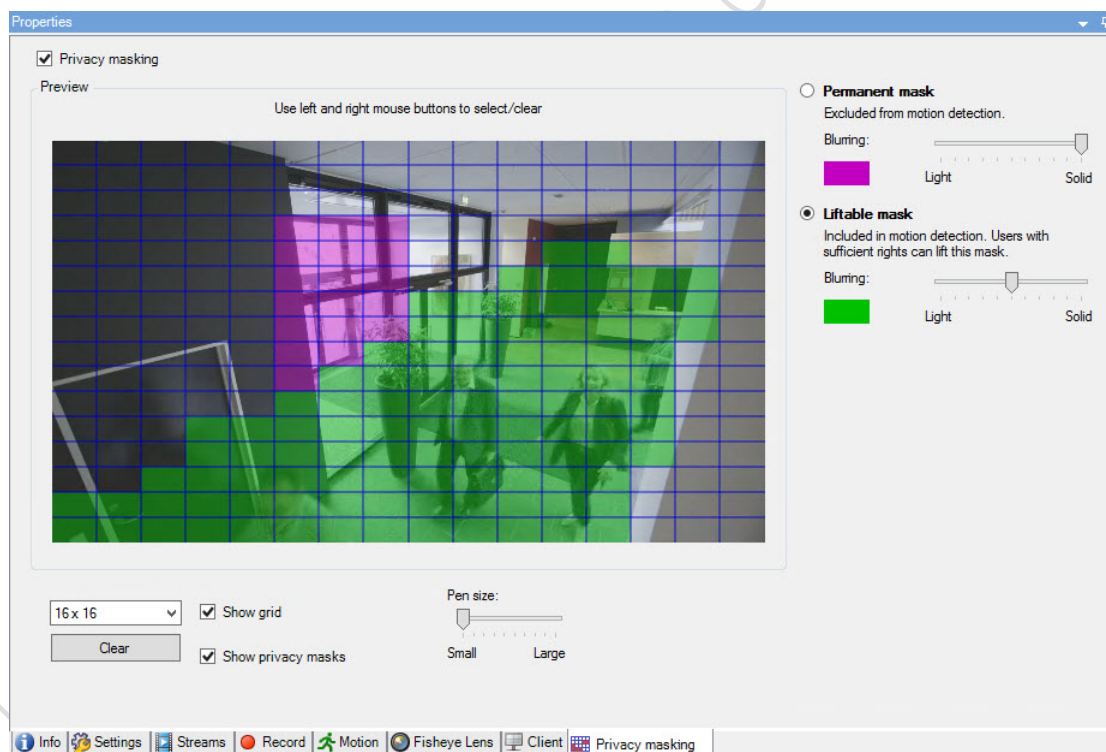 Properties
Privacy masking
Preview
Use left and right mouse buttons to select/clear
Permanent mask
Excluded from motion detection.
Blurring:
Light Solid
Liftable mask
Included in motion detection. Users with
sufficient rights can lift this mask.
Blurring:
Light Solid
16 x 16
Show grid
Pen size:
Clear
Show privacy masks
Small Large
Info Settings Streams Record Motion Fisheye Lens Client Privacy masking